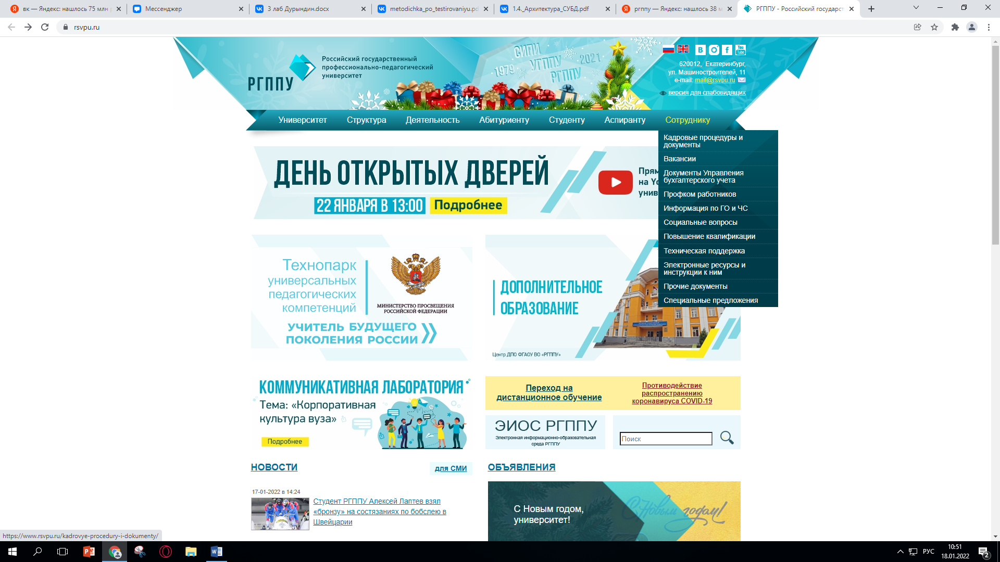 вк — Яндекс: нашлось 75 млн
Мессенджер
3 лаб Дурындин.docx
metodichka_po_testirovaniyu.pd
1.4._Архитектура_СУБД.pdf
ргппу — Яндекс: нашлось 38 м
РГППУ - Российский государст
rsvpu.ru
РГППУ
Российский государственный
профессионально-педагогический
университет
1979
СИПИ
УГППУ
РГППУ
2021
You
Tube
620012, Екатеринбург,
ул. Машиностроителей, 11
e-mail: mail@rsvpu.ru
версия для слабовидящих
Университет
Структура
Деятельность
Абитуриенту
Студенту
Аспиранту
Сотруднику
Кадровые процедуры и
документы
Вакансии
Документы Управления
бухгалтерского учета
Профком работников
Информация по ГО и ЧС
Социальные вопросы
Повышение квалификации
Техническая поддержка
Электронные ресурсы и
инструкции к ним
Прочие документы
Специальные предложения
ДЕНЬ ОТКРЫТЫХ ДВЕРЕЙ
22 ЯНВАРЯ В 13:00 Подробнее
Прям
на Yo
унив
Технопарк
универсальных
педагогических
компетенций
МИНИСТЕРСТВО ПРОСВЕЩЕНИЯ
РОССИЙСКОЙ ФЕДЕРАЦИИ
УЧИТЕЛЬ БУДУЩЕГО
ПОКОЛЕНИЯ РОССИИ
ДОПОЛНИТЕЛЬНОЕ
ОБРАЗОВАНИЕ
Центр ДПО ФГАОУ ВО «РГППУ»
КОММУНИКАТИВНАЯ ЛАБОРАТОРИЯ
Тема: «Корпоративная
культура вуза»
Подробнее
Переход на
дистанционное обучение
Противодействие
распространению
коронавируса COVID-19
ЭИОС РГППУ
Электронная информационно-образовательная
среда РГППУ
Поиск
НОВОСТИ
для СМИ
17-01-2022 в 14:24
Студент РГППУ Алексей Лаптев взял
«бронзу» на состязаниях по бобслею в
Швейцарии
ОБЪЯВЛЕНИЯ
С Новым годом,
университет!
С Новым годом!
https://www.rsvpu.ru/kadrovye-procedury-i-dokumenty/
РУС
10:51
18.01.2022
2